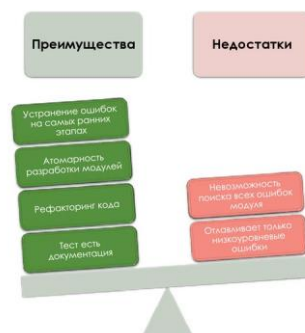 Преимущества
Недостатки
Устранение ошибок
на самых ранних
этапах
Атомарность
разработки модулей
Рефакторинг кода
Тест есть
документация
Невозможность
поиска всех ошибок
модуля
Отлавливает только
низкоуровневые
ошибки